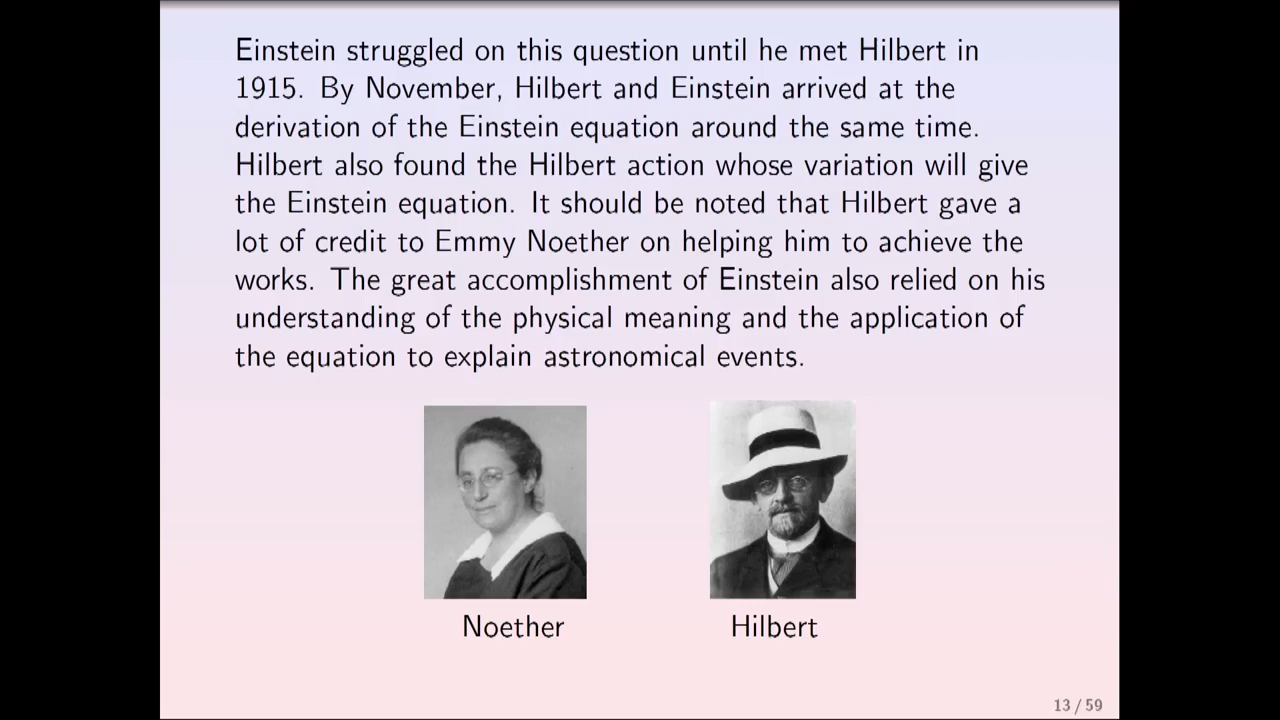 Einstein struggled on this question until he met Hilbert in
1915. By November, Hilbert and Einstein arrived at the
derivation of the Einstein equation around the same time.
Hilbert also found the Hilbert action whose variation will give
the Einstein equation. It should be noted that Hilbert gave a
lot of credit to Emmy Noether on helping him to achieve the
works. The great accomplishment of Einstein also relied on his
understanding of the physical meaning and the application of
the equation to explain astronomical events.
Noether
Hilbert
13 / 59